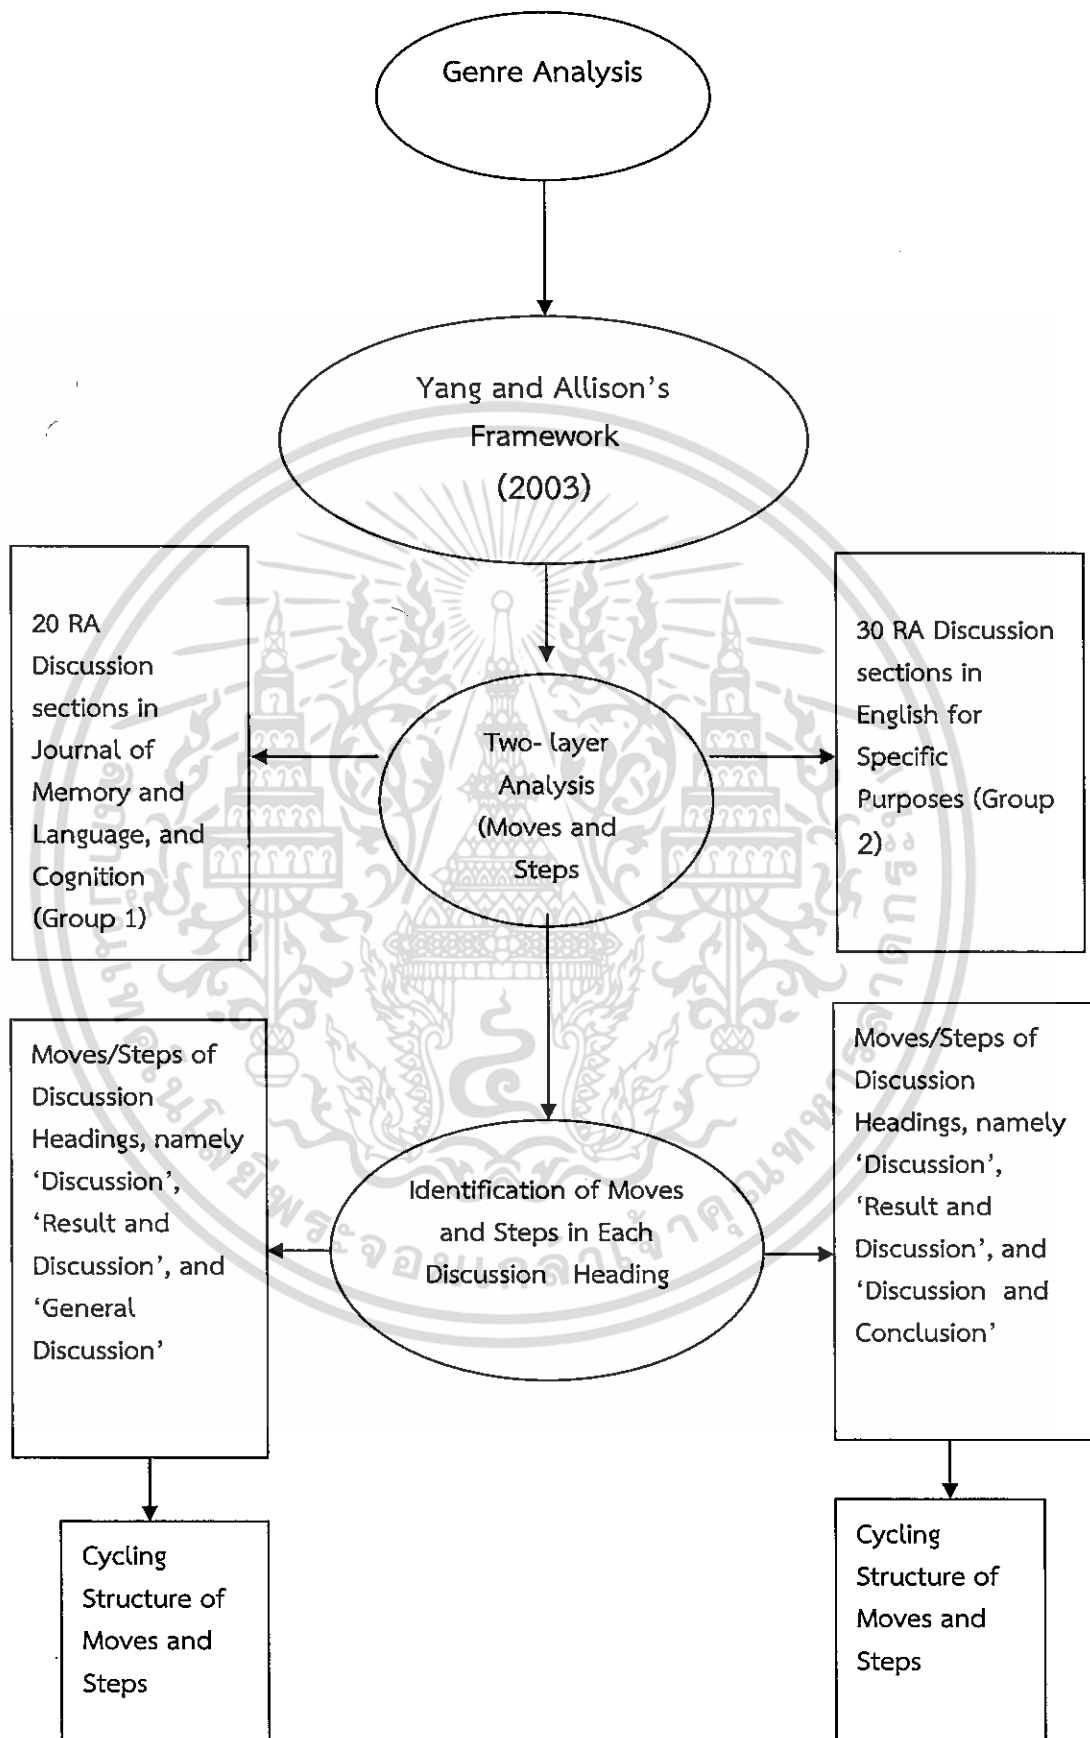 Genre Analysis
Yang and Allison's
Framework
(2003)
20 RA
Discussion
sections in
Journal of
Memory and
Language, and
Cognition
(Group 1)
Two- layer
Analysis
(Moves and
Steps
30 RA Discussion
sections in
English for
Specific
Purposes (Group
2)
Moves/Steps of
Discussion
Headings, namely
‘Discussion’,
‘Result and
Discussion’, and
‘General
Discussion’
Identification of Moves
and Steps in Each
Discussion Heading
Moves/Steps of
Discussion
Headings, namely
‘Discussion’,
‘Result and
Discussion’, and
‘Discussion and
Conclusion’
Cycling
Structure of
Moves and
Steps
Cycling
Structure of
Moves and
Steps